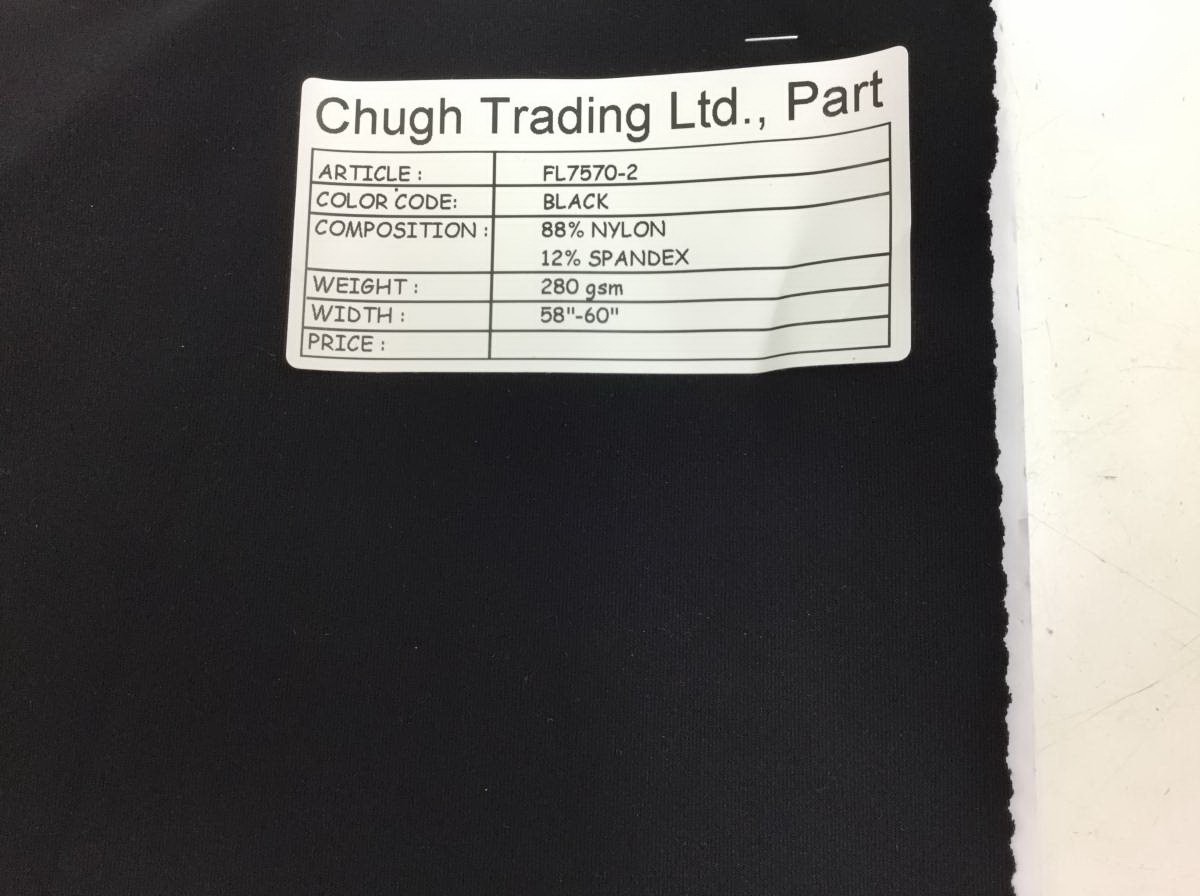 Chugh Trading Ltd., Part
ARTICLE : FL7570-2
COLOR CODE: BLACK
COMPOSITION : 88% NYLON
12% SPANDEX
WEIGHT : 280 gsm
WIDTH : 58"-60"
PRICE :